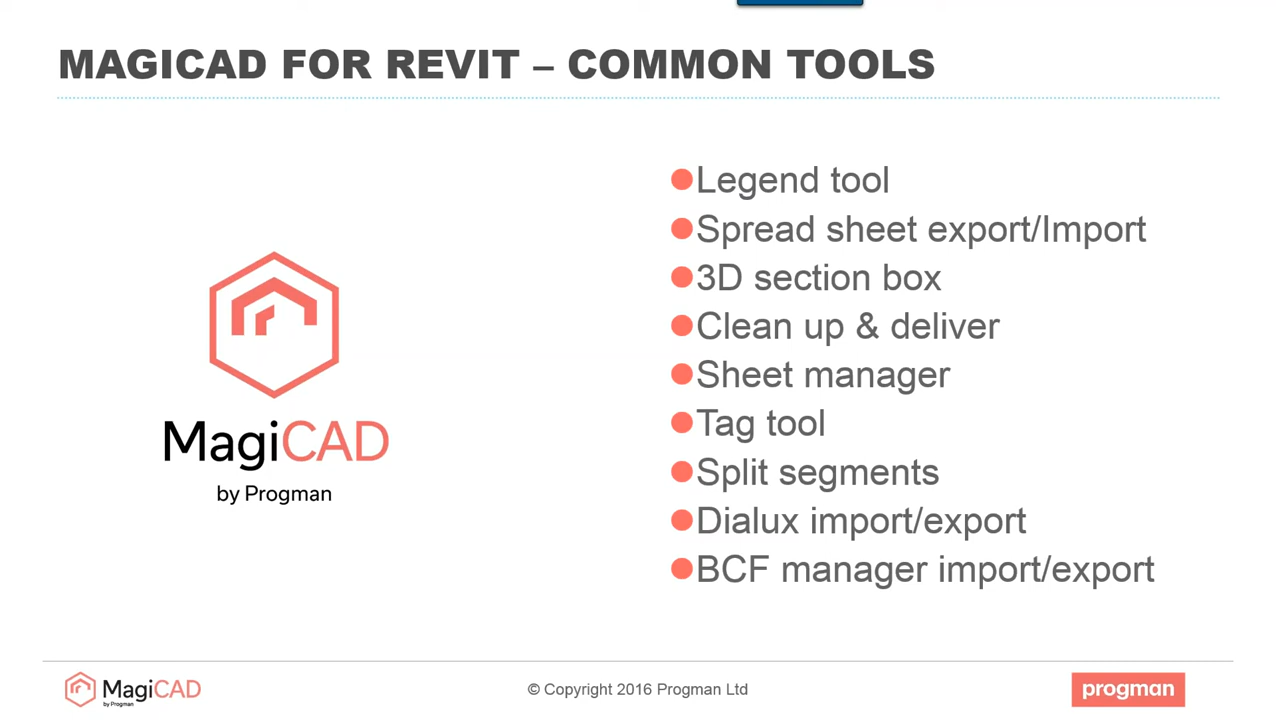 MAGICAD FOR REVIT – COMMON TOOLS
Legend tool
Spread sheet export/Import
3D section box
Clean up & deliver
Sheet manager
Tag tool
Split segments
Dialux import/export
BCF manager import/export
MagiCAD
by Progman
MagiCAD
by Progman
© Copyright 2016 Progman Ltd
progman